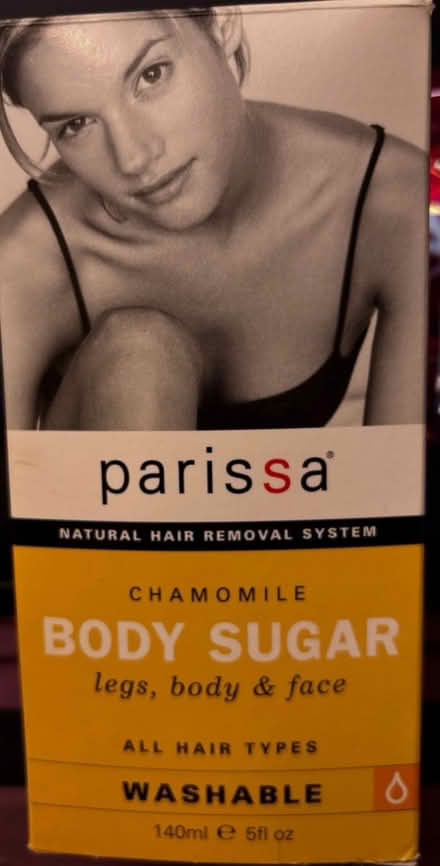 parissa®
NATURAL HAIR REMOVAL SYSTEM
CHAMOMILE
BODY SUGAR
legs, body & face
ALL HAIR TYPES
WASHABLE
140ml ℮ 5fl oz